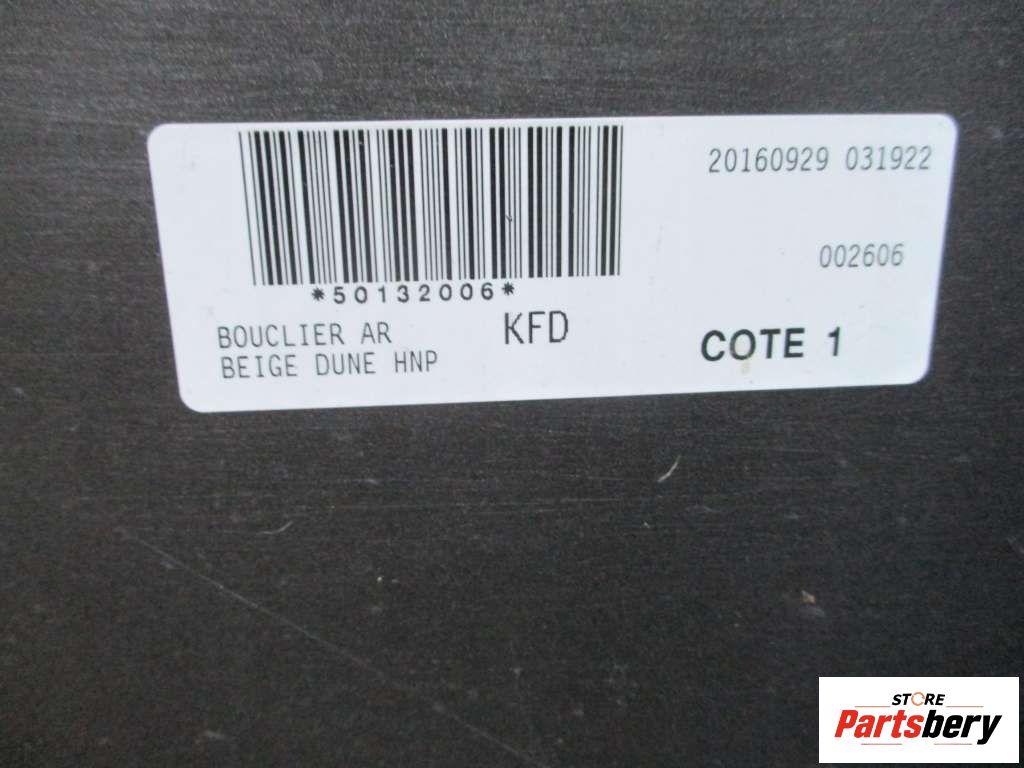 20160929 031922
002606
*50132006*
BOUCLIER AR
BEIGE DUNE HNP
KFD
COTE 1
STORE
Partsbery